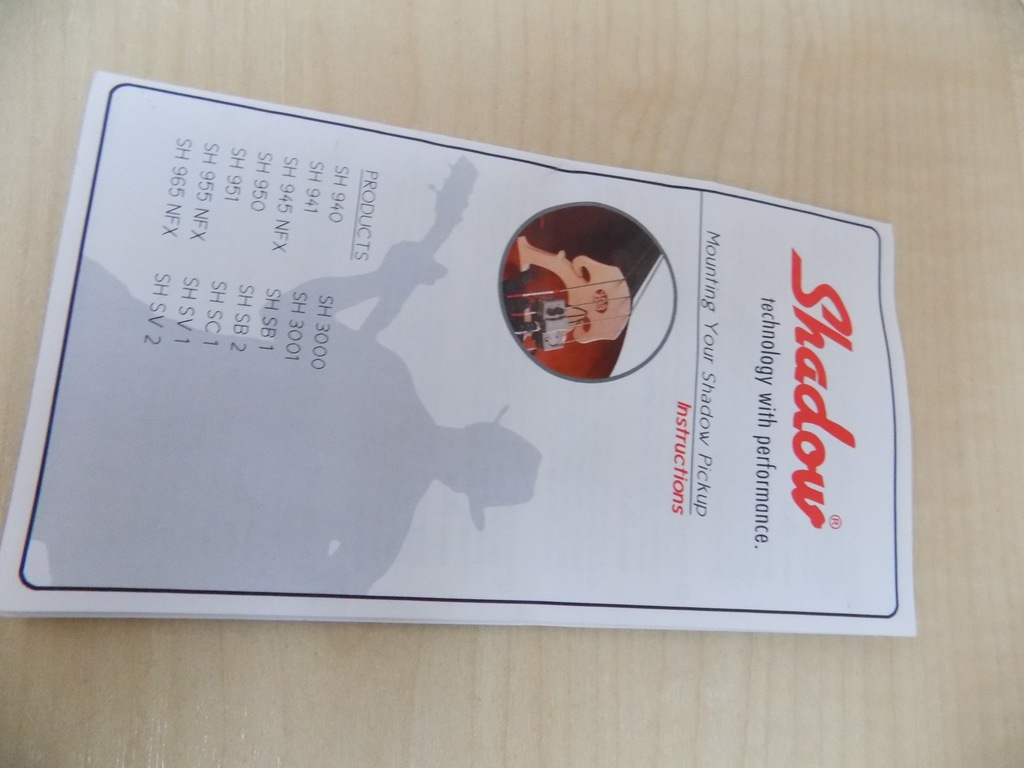 Shadow®
technology with performance.
Mounting Your Shadow Pickup
Instructions
PRODUCTS
SH 940
SH 941
SH 945 NFX
SH 950
SH 951
SH 955 NFX
SH 965 NFX
SH 3000
SH 3001
SH SB 1
SH SB 2
SH SC 1
SH SV 1
SH SV 2